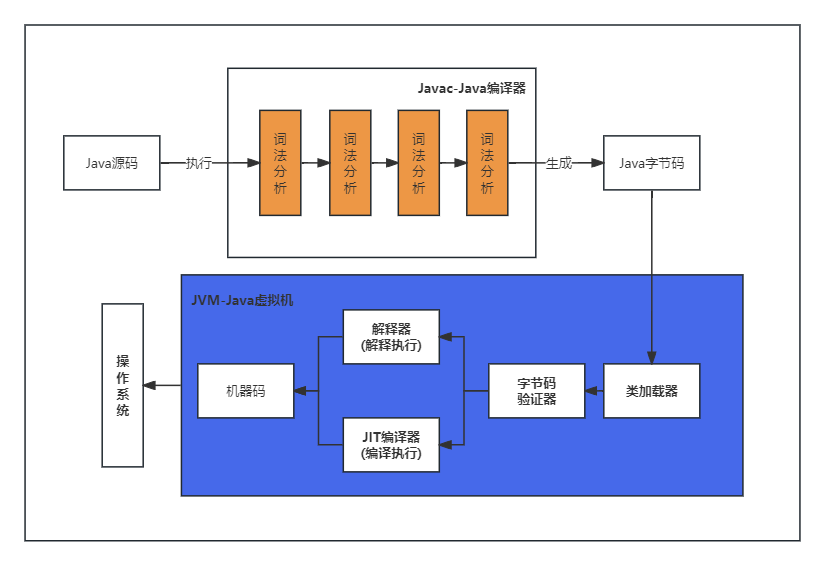 Javac-Java编译器
Java源码
执行
词法分析
词法分析
词法分析
词法分析
生成
Java字节码
JVM-Java虚拟机
操作系统
机器码
解释器
(解释执行)
JIT编译器
(编译执行)
字节码
验证器
类加载器